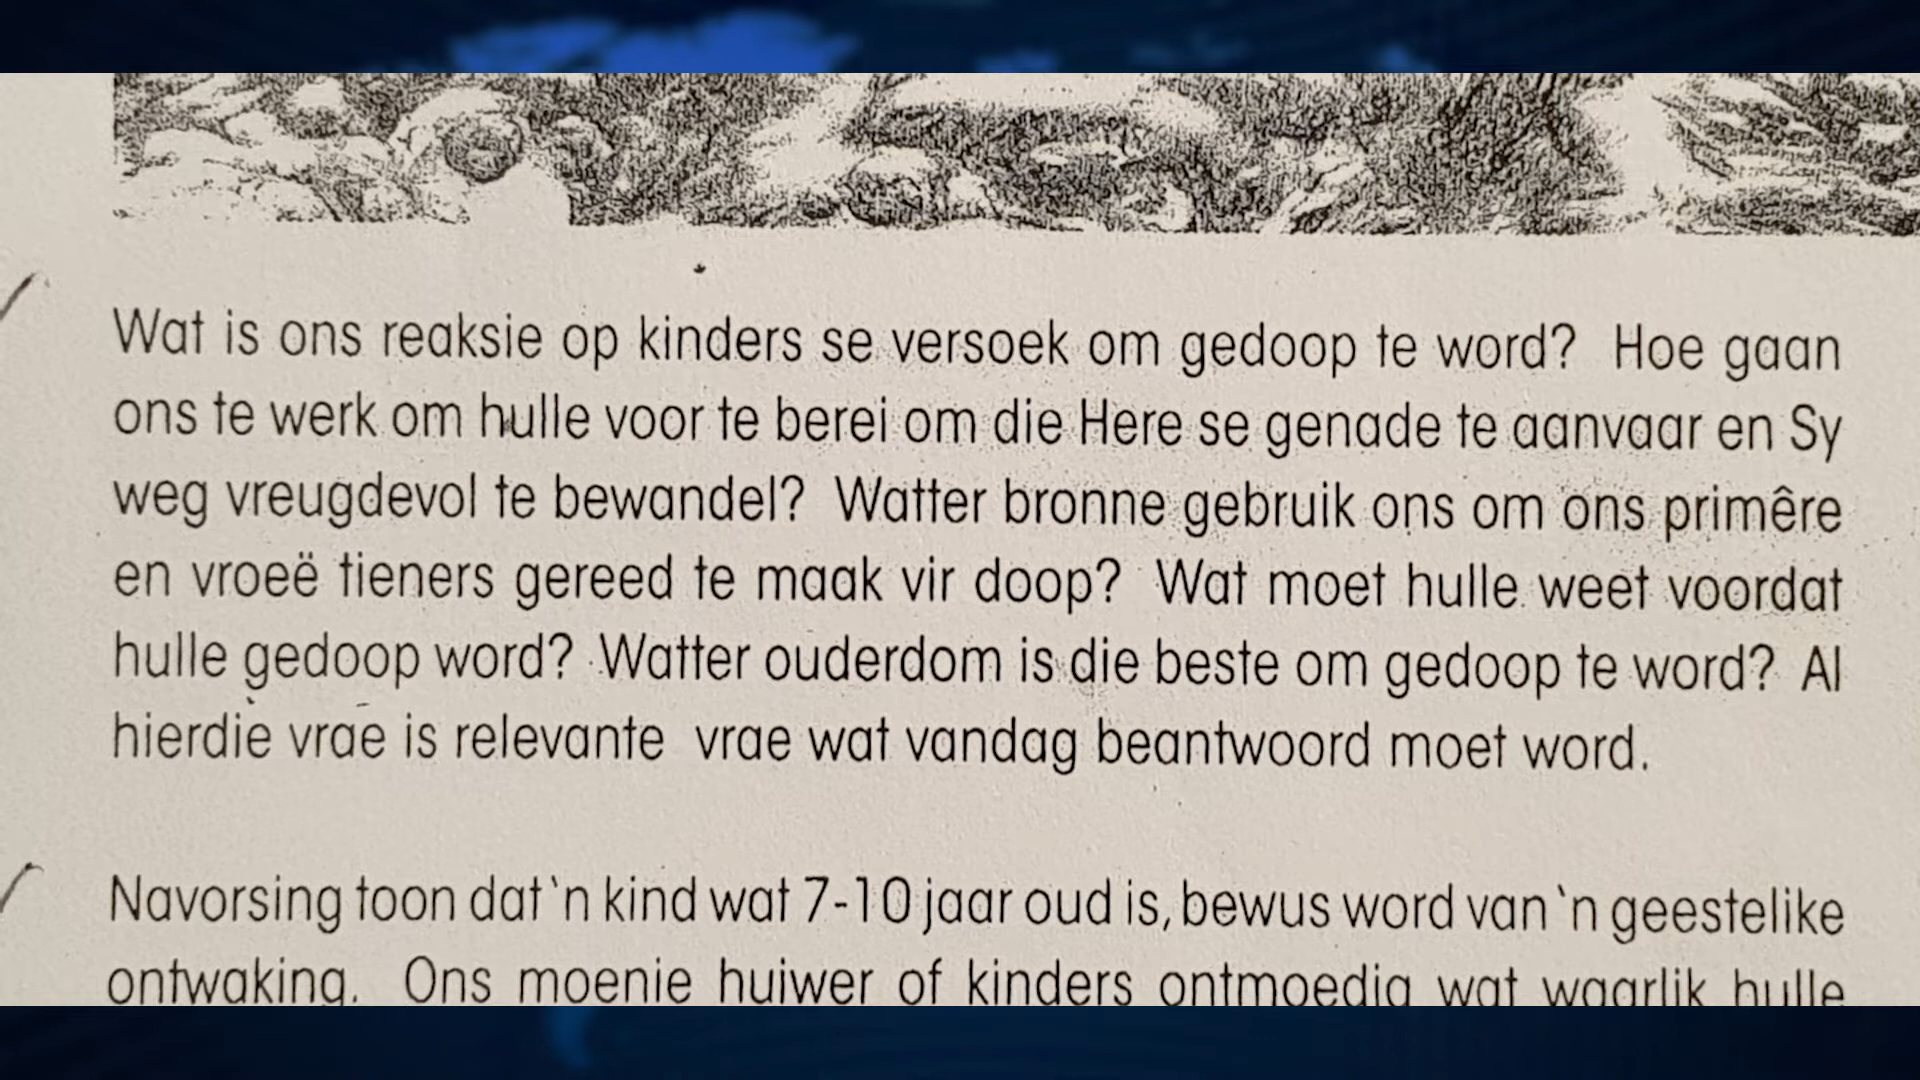 Wat is ons reaksie op kinders se versoek om gedoop te word? Hoe gaan
ons te werk om hulle voor te berei om die Here se genade te aanvaar en Sy
weg vreugdevol te bewandel? Watter bronne gebruik ons om ons primêre
en vroeë tieners gereed te maak vir doop? Wat moet hulle weet voordat
hulle gedoop word? Watter ouderdom is die beste om gedoop te word? Al
hierdie vrae is relevante vrae wat vandag beantwoord moet word.
Navorsing toon dat `n kind wat 7-10 jaar oud is, bewus word van `n geestelike
ontwaking. Ons moenie huiwer of kinders ontmoedig wat waarlik hulle